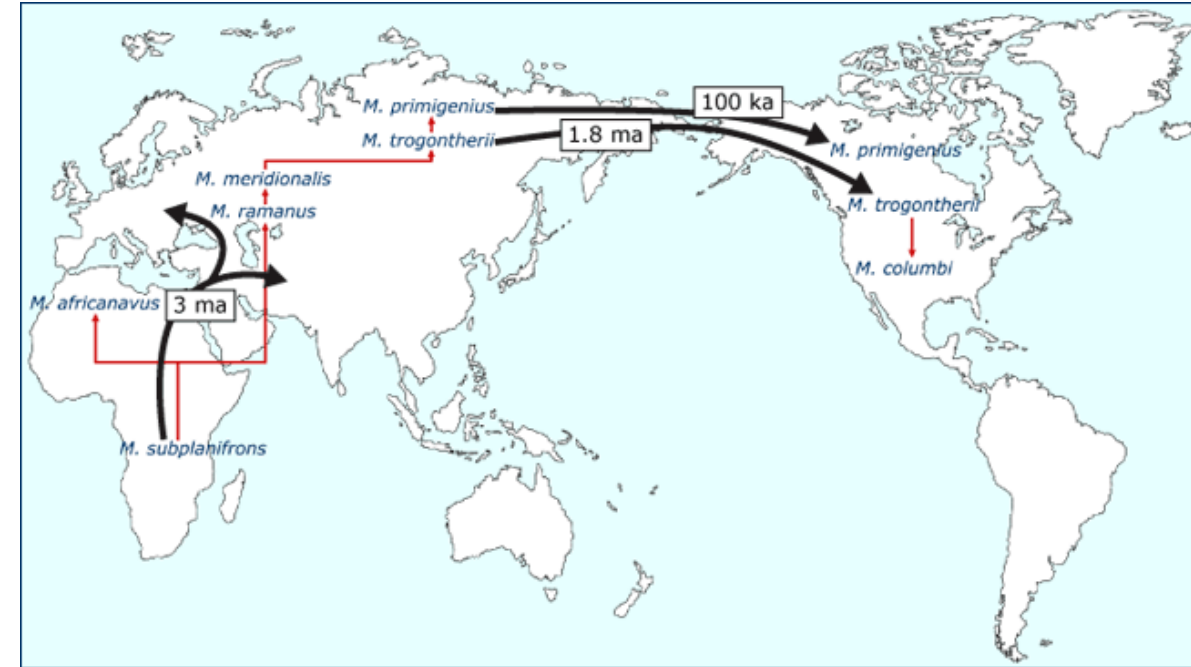 M. primigenius
100 ka
M. trogontherii
1.8 ma
M. primigenius
M. meridionalis
M. ramanus
M. trogontherii
M. columbi
M. africanavus
3 ma
M. subplanifrons